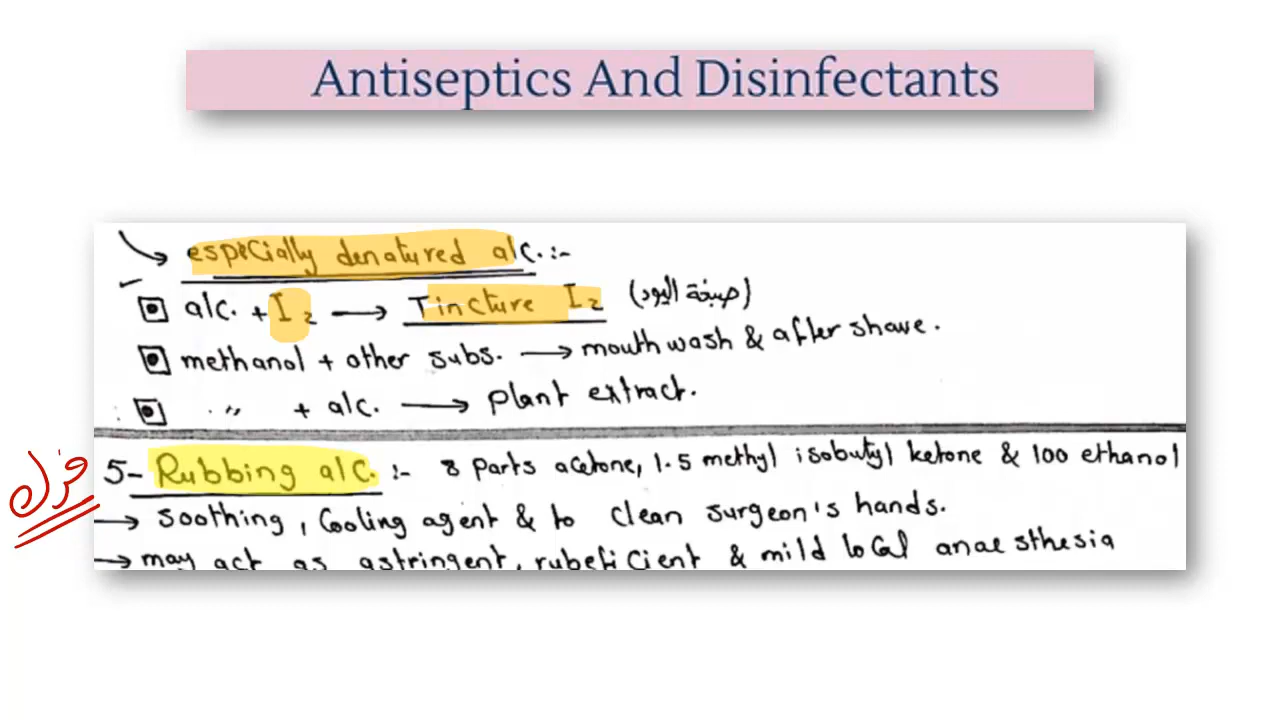 Antiseptics And Disinfectants
especially denatured alc. :-
alc. + I2 → Tincture I2 (صبغة اليود)
methanol + other subs. → mouth wash & after shave.
〃 + alc. → plant extract.
5- Rubbing alc. :- 8 parts acetone, 1.5 methyl isobutyl ketone & 100 ethanol
→ soothing, cooling agent & to clean surgeon's hands.
→ may act as astringent, rubeficient & mild local anaesthesia